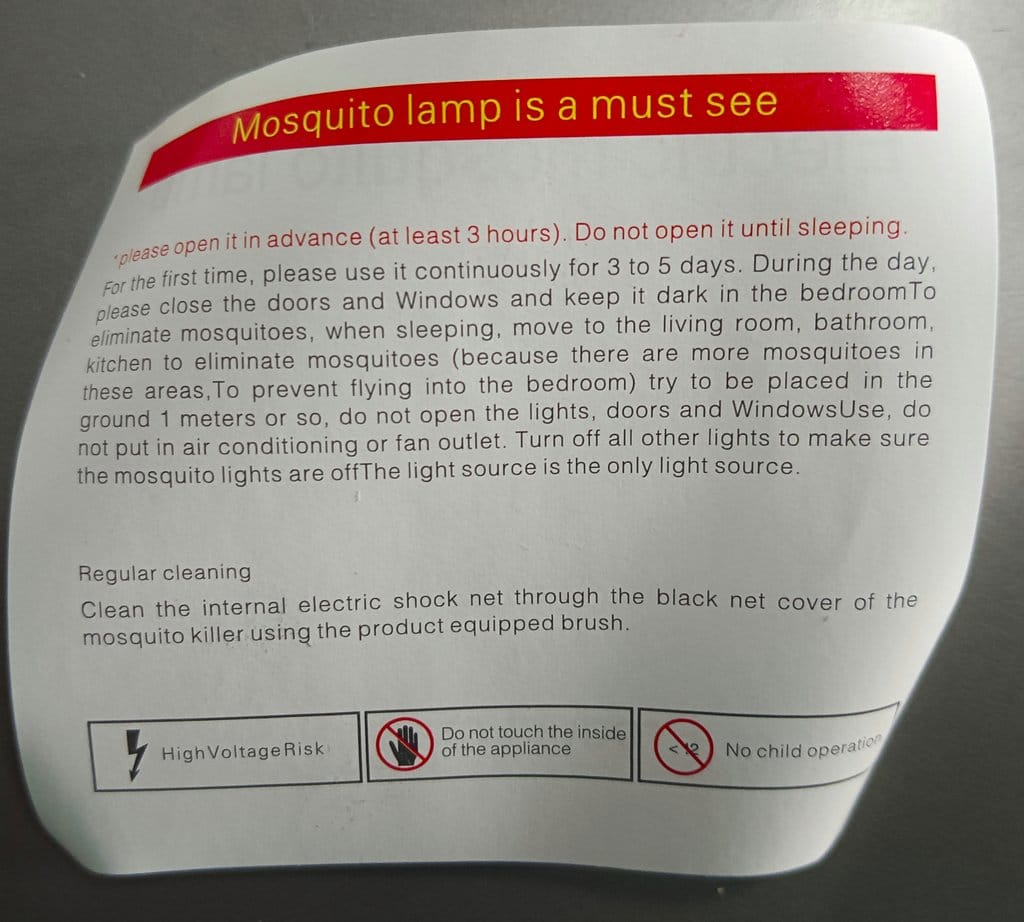 Mosquito lamp is a must see
*please open it in advance (at least 3 hours). Do not open it until sleeping.
For the first time, please use it continuously for 3 to 5 days. During the day,
please close the doors and Windows and keep it dark in the bedroomTo
eliminate mosquitoes, when sleeping, move to the living room, bathroom,
kitchen to eliminate mosquitoes (because there are more mosquitoes in
these areas,To prevent flying into the bedroom) try to be placed in the
ground 1 meters or so, do not open the lights, doors and WindowsUse, do
not put in air conditioning or fan outlet. Turn off all other lights to make sure
the mosquito lights are offThe light source is the only light source.
Regular cleaning
Clean the internal electric shock net through the black net cover of the
mosquito killer using the product equipped brush.
High Voltage Risk
Do not touch the inside
of the appliance
< 12
No child operation